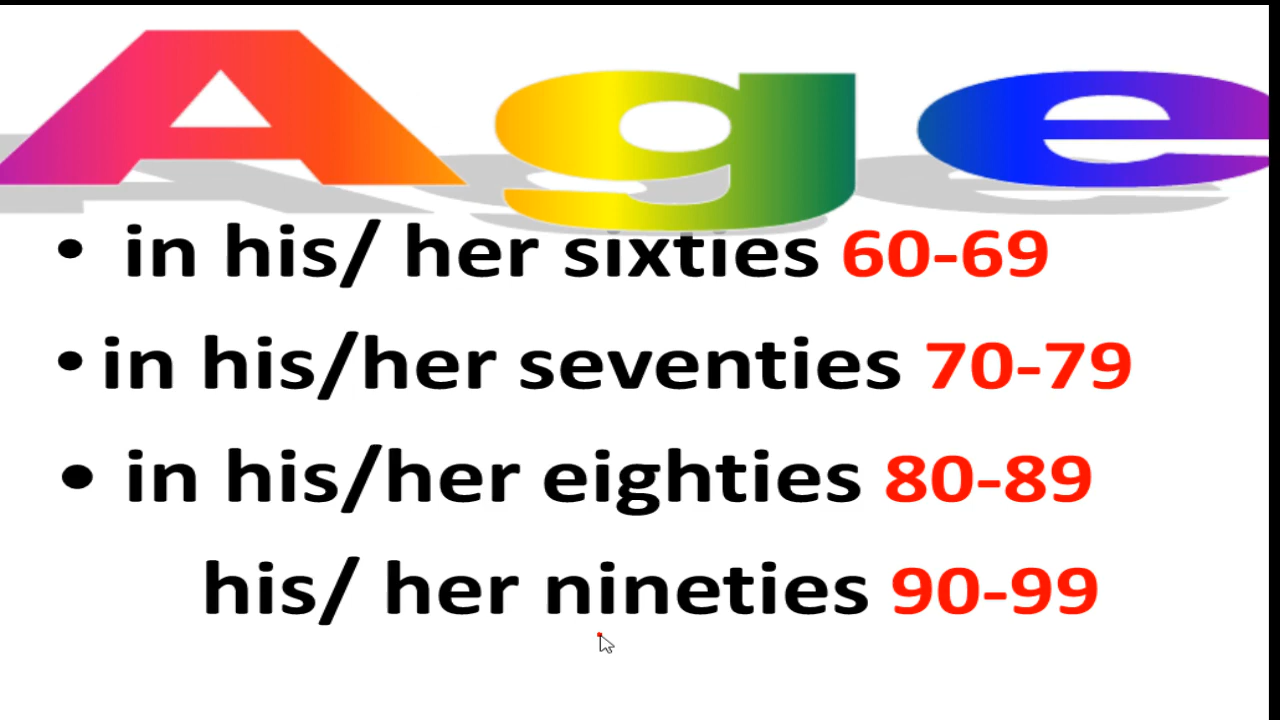 Age
• in his/ her sixties 60-69
• in his/her seventies 70-79
• in his/her eighties 80-89
his/ her nineties 90-99